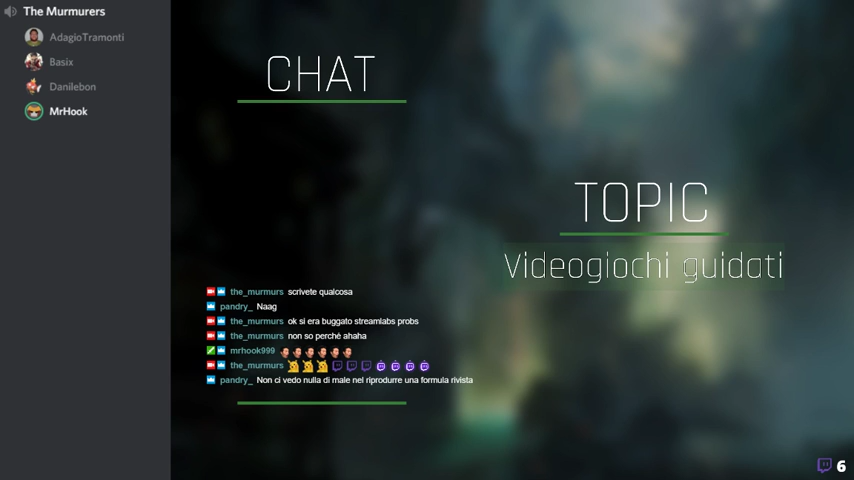 The Murmurers
AdagioTramonti
Basix
Danilebon
MrHook
CHAT
TOPIC
Videogiochi guidati
the_murmurs scrivete qualcosa
pandry_ Naag
the_murmurs ok si era buggato streamlabs probs
the_murmurs non so perché ahaha
mrhook999
the_murmurs
pandry_ Non ci vedo nulla di male nel riprodurre una formula rivista
6